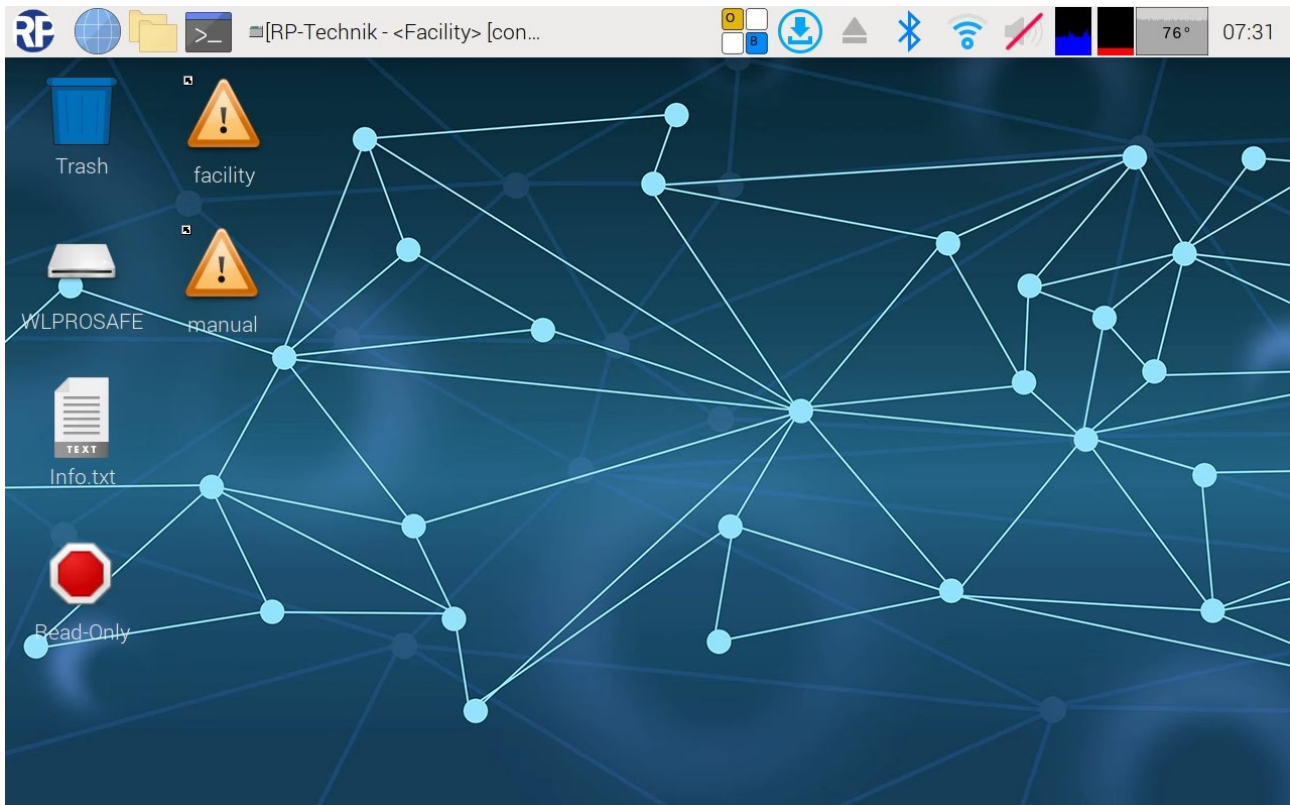 RP
>_
[RP-Technik - <Facility> [con...
O
B
76°
07:31
Trash
facility
WLPROSAFE
manual
TEXT
Info.txt
Read-Only